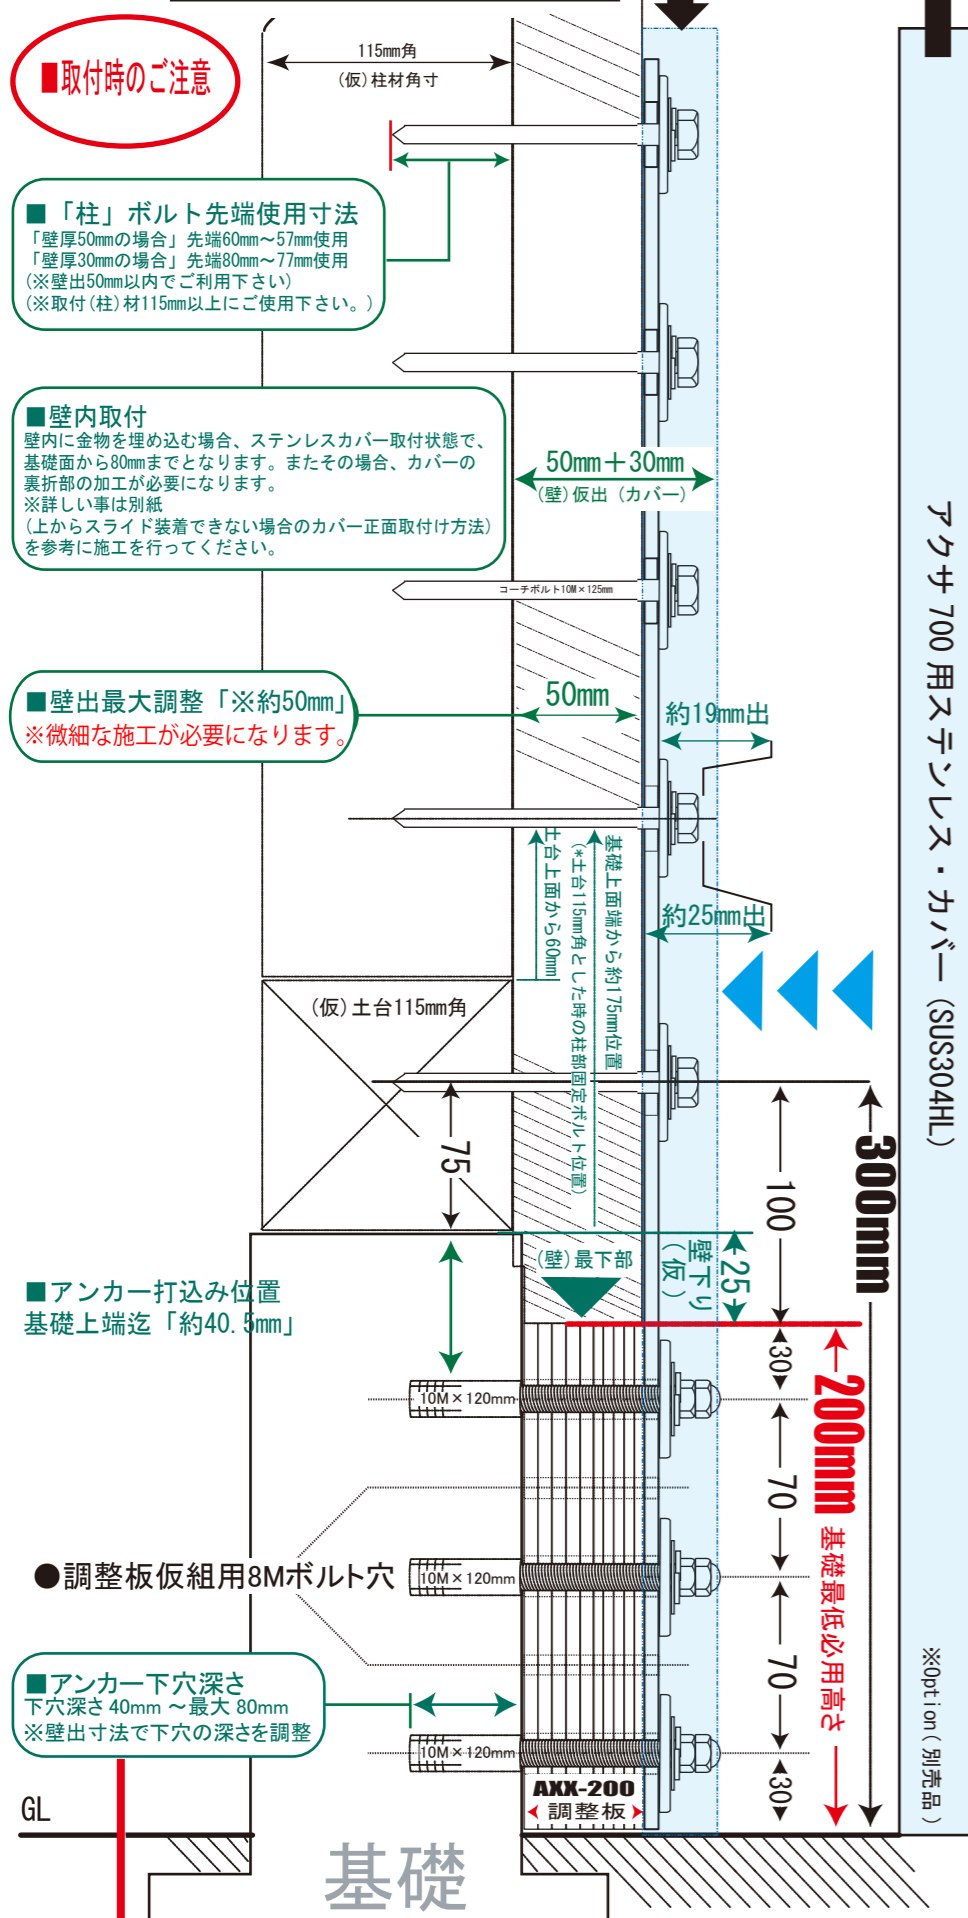 ■取付時のご注意
115mm角
(仮)柱材角寸
■「柱」ボルト先端使用寸法
「壁厚50mmの場合」先端60mm～57mm使用
「壁厚30mmの場合」先端80mm～77mm使用
(※壁出50mm以内でご利用下さい)
(※取付(柱)材115mm以上にご使用下さい。)
■壁内取付
壁内に金物を埋め込む場合、ステンレスカバー取付状態で、
基礎面から80mmまでとなります。またその場合、カバーの
裏折部の加工が必要になります。
※詳しい事は別紙
(上からスライド装着できない場合のカバー正面取付け方法)
を参考に施工を行ってください。
50mm＋30mm
(壁)仮出（カバー）
コーチボルト10M×125mm
■壁出最大調整「※約50mm」
※微細な施工が必要になります。
50mm
約19mm出
約25mm出
土台上面から60mm
基礎上面端から約175mm位置
(*土台115mm角とした時の柱部固定ボルト位置)
(仮)土台115mm角
75
100
300mm
(壁)最下部
壁下り
(仮)
25
■アンカー打込み位置
基礎上端迄「約40.5mm」
30
200mm
基礎最低必用高さ
10M×120mm
70
●調整板仮組用8Mボルト穴
10M×120mm
70
■アンカー下穴深さ
下穴深さ 40mm ～最大 80mm
※壁出寸法で下穴の深さを調整
10M×120mm
30
AXX-200
調整板
GL
基礎
アクサ 700 用ステンレス・カバー（SUS304HL）
※Option（別売品）